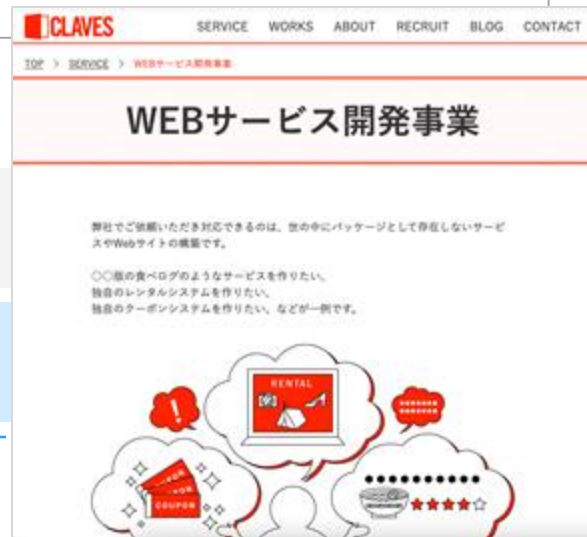 CLAVES
SERVICE WORKS ABOUT RECRUIT BLOG CONTACT
TOP > SERVICE > WEBサービス開発事業
WEBサービス開発事業
弊社でご依頼いただき対応できるのは、世の中にパッケージとして存在しないサービ
スやWebサイトの構築です。
〇〇版の食べログのようなサービスを作りたい、
独自のレンタルシステムを作りたい、
独自のクーポンシステムを作りたい、などが一例です。
RENTAL
!
COUPON
COUPON
COUPON